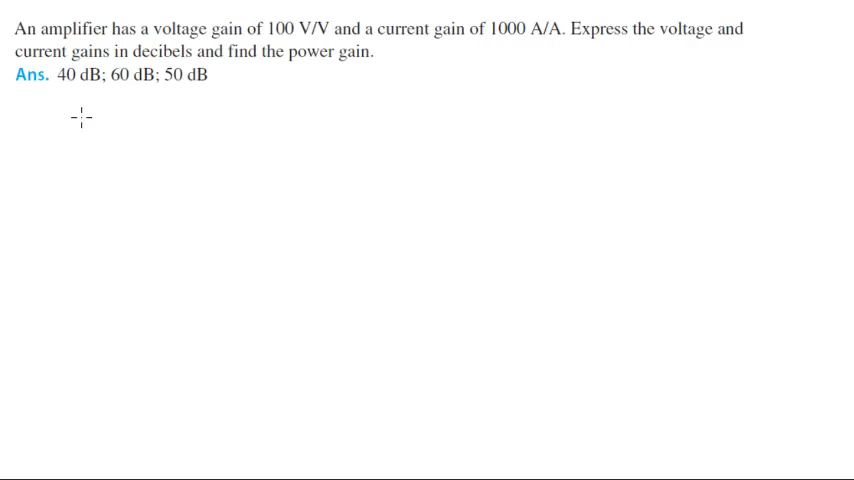 An amplifier has a voltage gain of 100 V/V and a current gain of 1000 A/A. Express the voltage and
current gains in decibels and find the power gain.
Ans. 40 dB; 60 dB; 50 dB